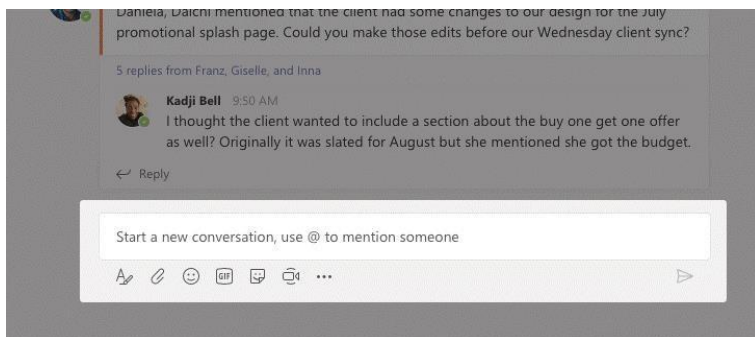 Daniela, Daichi mentioned that the client had some changes to our design for the July
promotional splash page. Could you make those edits before our Wednesday client sync?
5 replies from Franz, Giselle, and Inna
Kadji Bell 9:50 AM
I thought the client wanted to include a section about the buy one get one offer
as well? Originally it was slated for August but she mentioned she got the budget.
Reply
Start a new conversation, use @ to mention someone
GIF